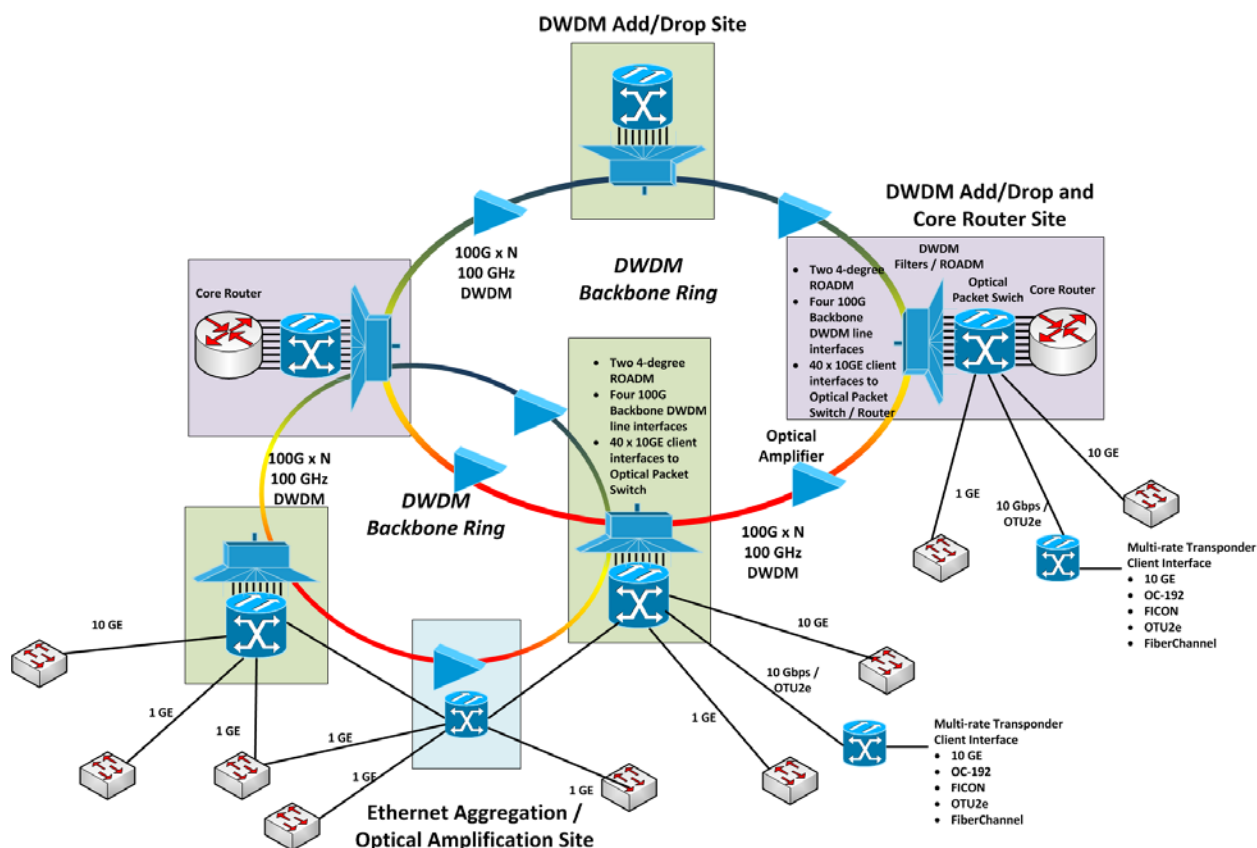 DWDM Add/Drop Site
DWDM Add/Drop and
Core Router Site
100G x N
100 GHz
DWDM
DWDM
Backbone Ring
Core Router
DWDM
Filters / ROADM
• Two 4-degree
ROADM
• Four 100G
Backbone
DWDM line
interfaces
• 40 x 10GE client
interfaces to
Optical Packet
Switch / Router
Optical
Packet Swich
Core Router
• Two 4-degree
ROADM
• Four 100G
Backbone DWDM
line interfaces
• 40 x 10GE client
interfaces to
Optical Packet
Switch
Optical
Amplifier
100G x N
100 GHz
DWDM
DWDM
Backbone Ring
100G x N
100 GHz
DWDM
1 GE
10 Gbps /
OTU2e
10 GE
Multi-rate Transponder
Client Interface
• 10 GE
• OC-192
• FICON
• OTU2e
• FiberChannel
10 GE
1 GE
1 GE
1 GE
1 GE
1 GE
10 GE
10 Gbps /
OTU2e
1 GE
Multi-rate Transponder
Client Interface
• 10 GE
• OC-192
• FICON
• OTU2e
• FiberChannel
Ethernet Aggregation /
Optical Amplification Site